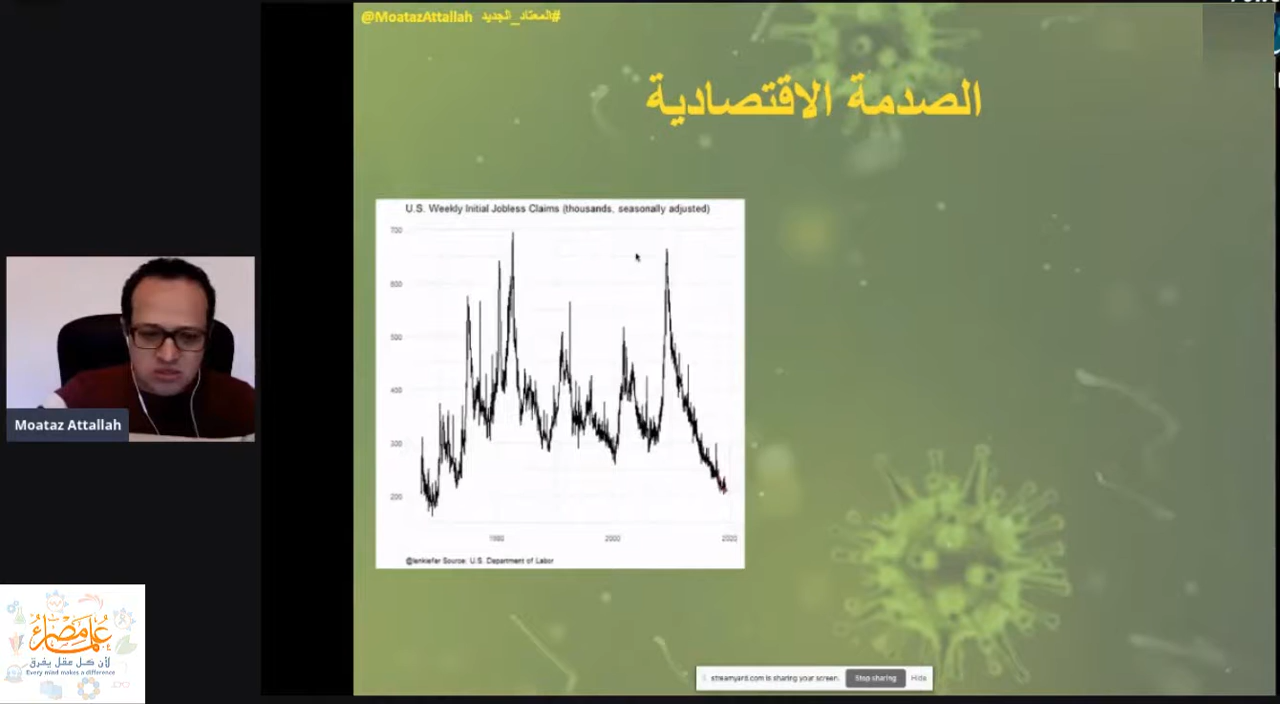 @MoatazAttallah #المعتاد_الجديد
الصدمة الاقتصادية
U.S. Weekly Initial Jobless Claims (thousands, seasonally adjusted)
700
600
500
400
300
200
1980
2000
2020
@lenkiefer Source: U.S. Department of Labor
Moataz Attallah
علماء مصر
لأن كل عقل يفرق
Every mind makes a difference
streamyard.com is sharing your screen.
Stop sharing
Hide